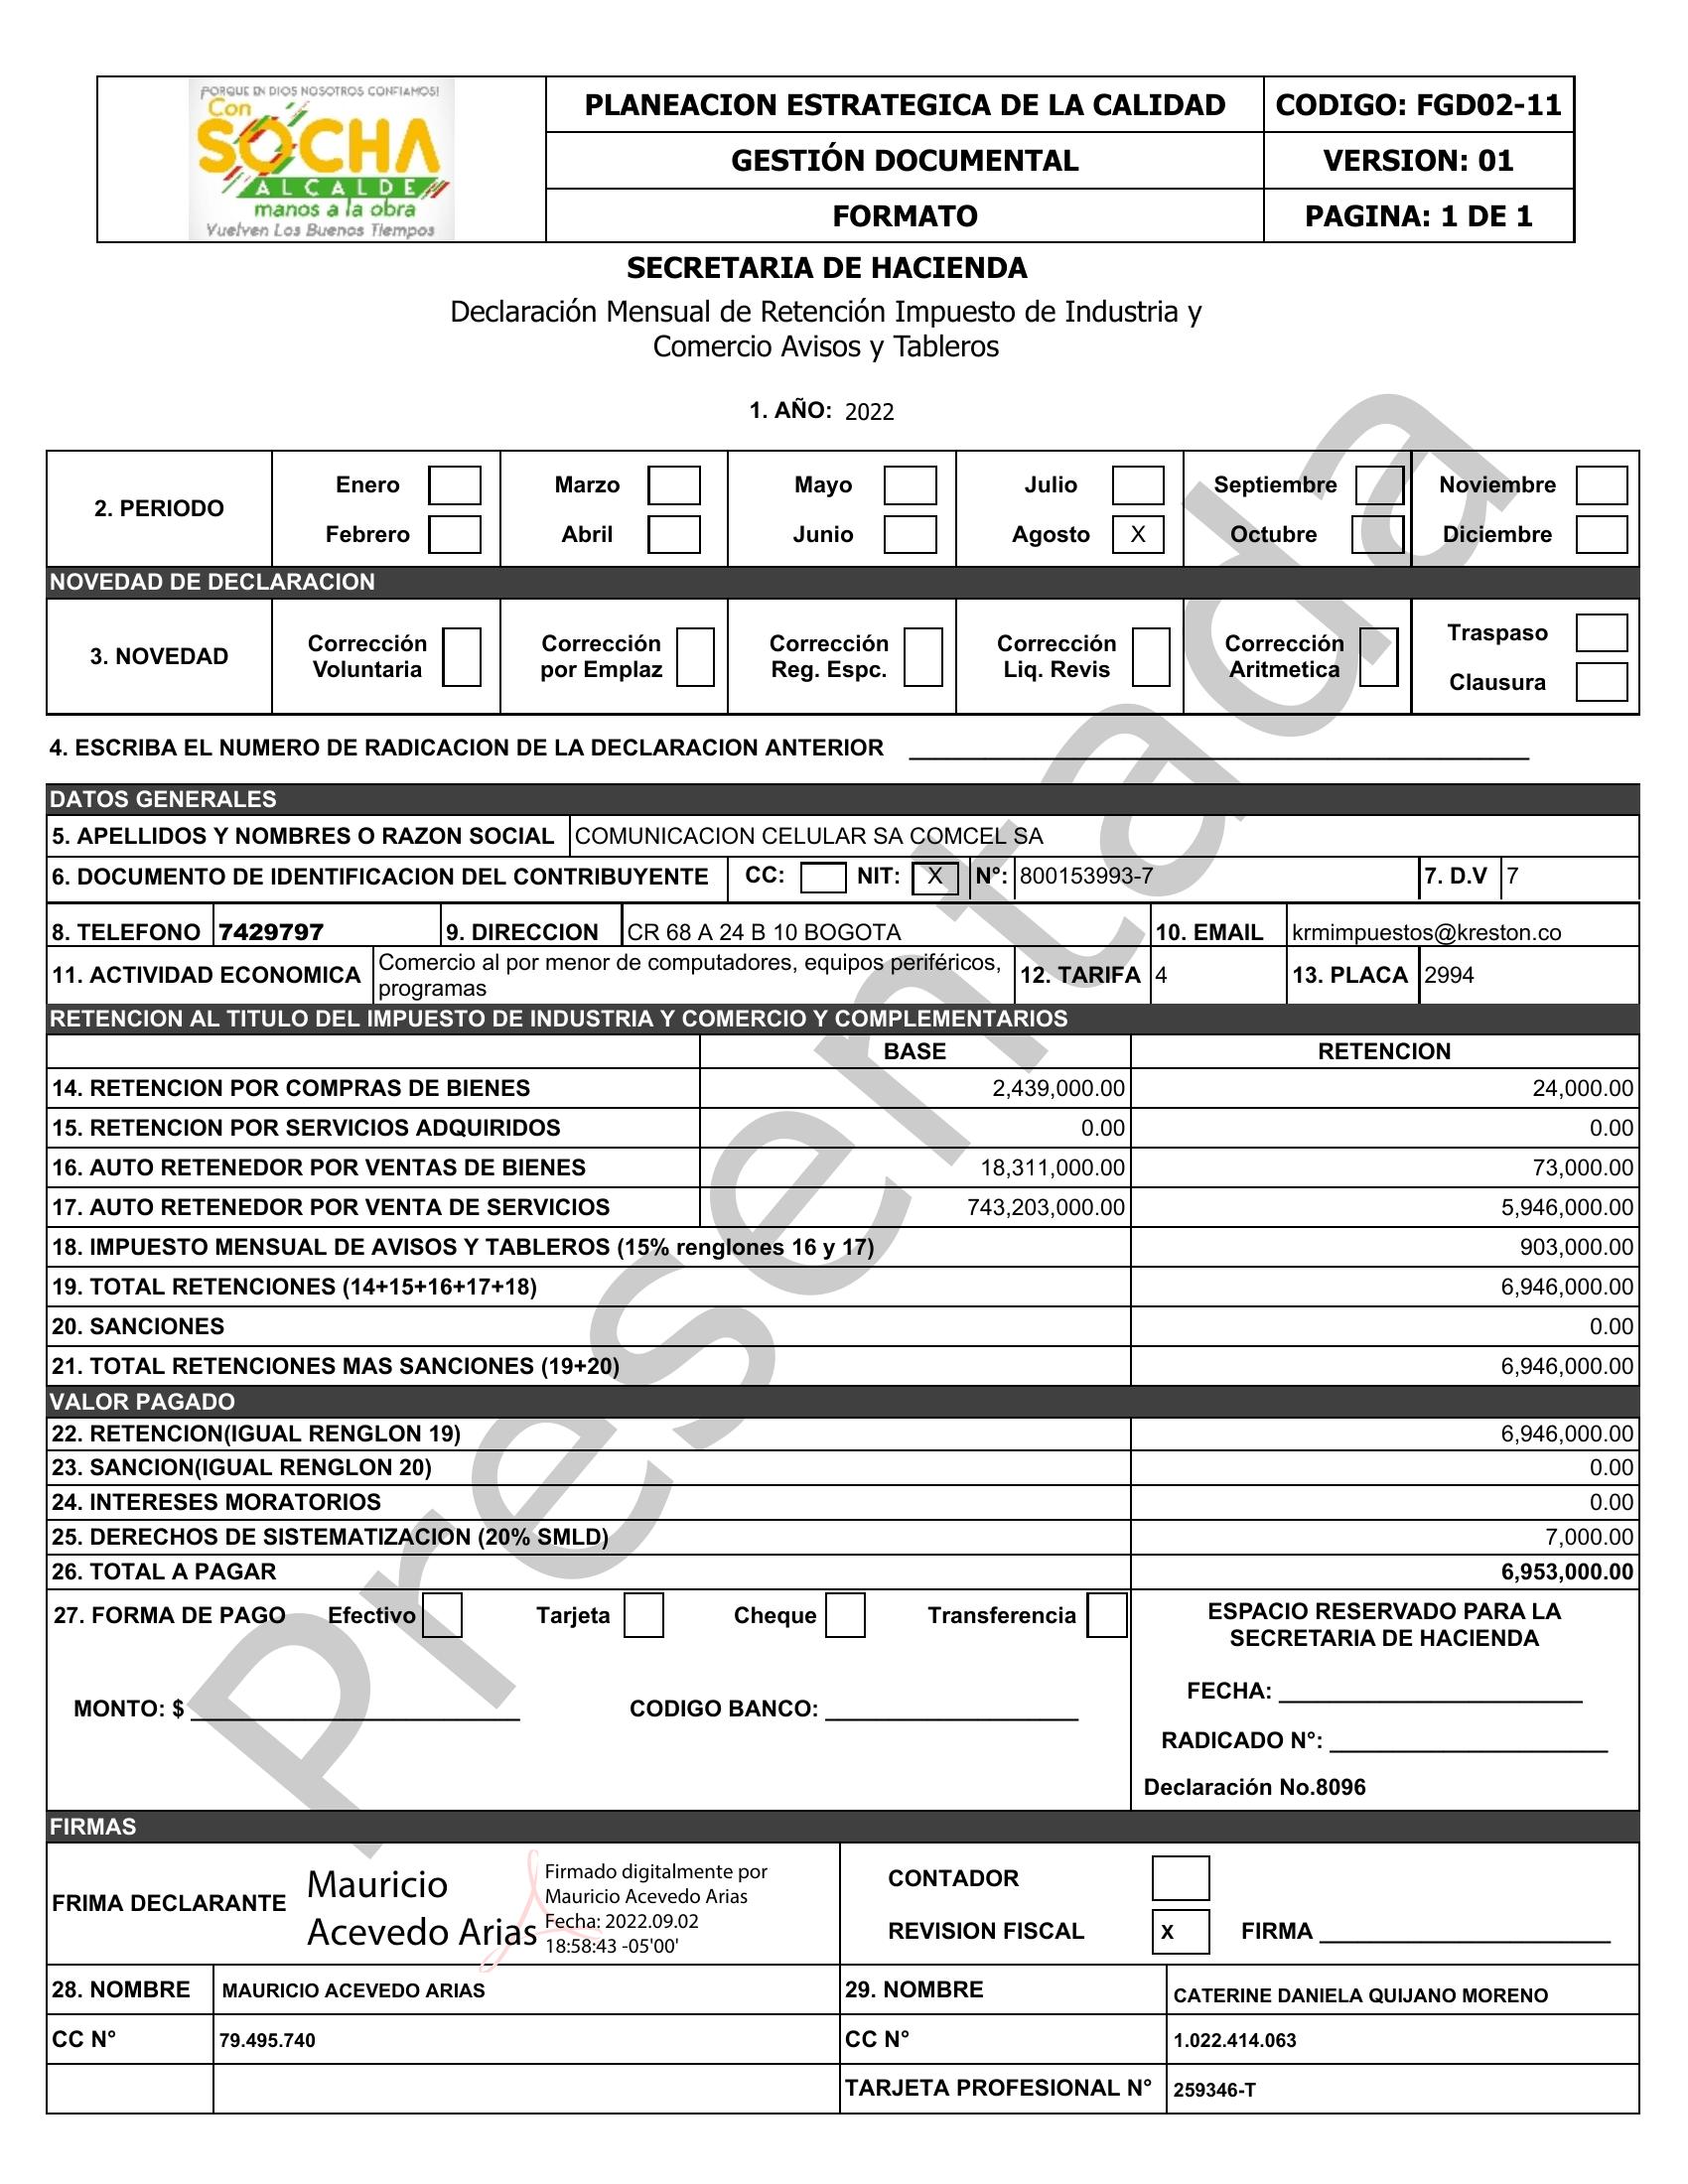 ¡PORQUE EN DIOS NOSOTROS CONFIAMOS!
Con
SOCHA
ALCALDE
manos a la obra
Vuelven Los Buenos Tiempos
PLANEACION ESTRATEGICA DE LA CALIDAD
CODIGO: FGD02-11
GESTIÓN DOCUMENTAL
VERSION: 01
FORMATO
PAGINA: 1 DE 1
SECRETARIA DE HACIENDA
Declaración Mensual de Retención Impuesto de Industria y
Comercio Avisos y Tableros
1. AÑO: 2022
2. PERIODO
Enero Marzo Mayo Julio Septiembre Noviembre
Febrero Abril Junio Agosto X Octubre Diciembre
NOVEDAD DE DECLARACION
3. NOVEDAD
Corrección Voluntaria
Corrección por Emplaz
Corrección Reg. Espc.
Corrección Liq. Revis
Corrección Aritmetica
Traspaso
Clausura
4. ESCRIBA EL NUMERO DE RADICACION DE LA DECLARACION ANTERIOR
DATOS GENERALES
5. APELLIDOS Y NOMBRES O RAZON SOCIAL COMUNICACION CELULAR SA COMCEL SA
6. DOCUMENTO DE IDENTIFICACION DEL CONTRIBUYENTE CC: NIT: X N°: 800153993-7 7. D.V 7
8. TELEFONO 7429797 9. DIRECCION CR 68 A 24 B 10 BOGOTA 10. EMAIL krmimpuestos@kreston.co
11. ACTIVIDAD ECONOMICA Comercio al por menor de computadores, equipos periféricos,
programas
12. TARIFA 4 13. PLACA 2994
RETENCION AL TITULO DEL IMPUESTO DE INDUSTRIA Y COMERCIO Y COMPLEMENTARIOS
BASE RETENCION
14. RETENCION POR COMPRAS DE BIENES 2,439,000.00 24,000.00
15. RETENCION POR SERVICIOS ADQUIRIDOS 0.00 0.00
16. AUTO RETENEDOR POR VENTAS DE BIENES 18,311,000.00 73,000.00
17. AUTO RETENEDOR POR VENTA DE SERVICIOS 743,203,000.00 5,946,000.00
18. IMPUESTO MENSUAL DE AVISOS Y TABLEROS (15% renglones 16 y 17) 903,000.00
19. TOTAL RETENCIONES (14+15+16+17+18) 6,946,000.00
20. SANCIONES 0.00
21. TOTAL RETENCIONES MAS SANCIONES (19+20) 6,946,000.00
VALOR PAGADO
22. RETENCION(IGUAL RENGLON 19) 6,946,000.00
23. SANCION(IGUAL RENGLON 20) 0.00
24. INTERESES MORATORIOS 0.00
25. DERECHOS DE SISTEMATIZACION (20% SMLD) 7,000.00
26. TOTAL A PAGAR 6,953,000.00
27. FORMA DE PAGO Efectivo Tarjeta Cheque Transferencia
MONTO: $ CODIGO BANCO:
ESPACIO RESERVADO PARA LA
SECRETARIA DE HACIENDA
FECHA:
RADICADO N°:
Declaración No.8096
Presentada
FIRMAS
FRIMA DECLARANTE
Mauricio
Acevedo Arias
Firmado digitalmente por
Mauricio Acevedo Arias
Fecha: 2022.09.02
18:58:43 -05'00'
CONTADOR
REVISION FISCAL x FIRMA
28. NOMBRE MAURICIO ACEVEDO ARIAS 29. NOMBRE CATERINE DANIELA QUIJANO MORENO
CC N° 79.495.740 CC N° 1.022.414.063
TARJETA PROFESIONAL N° 259346-T